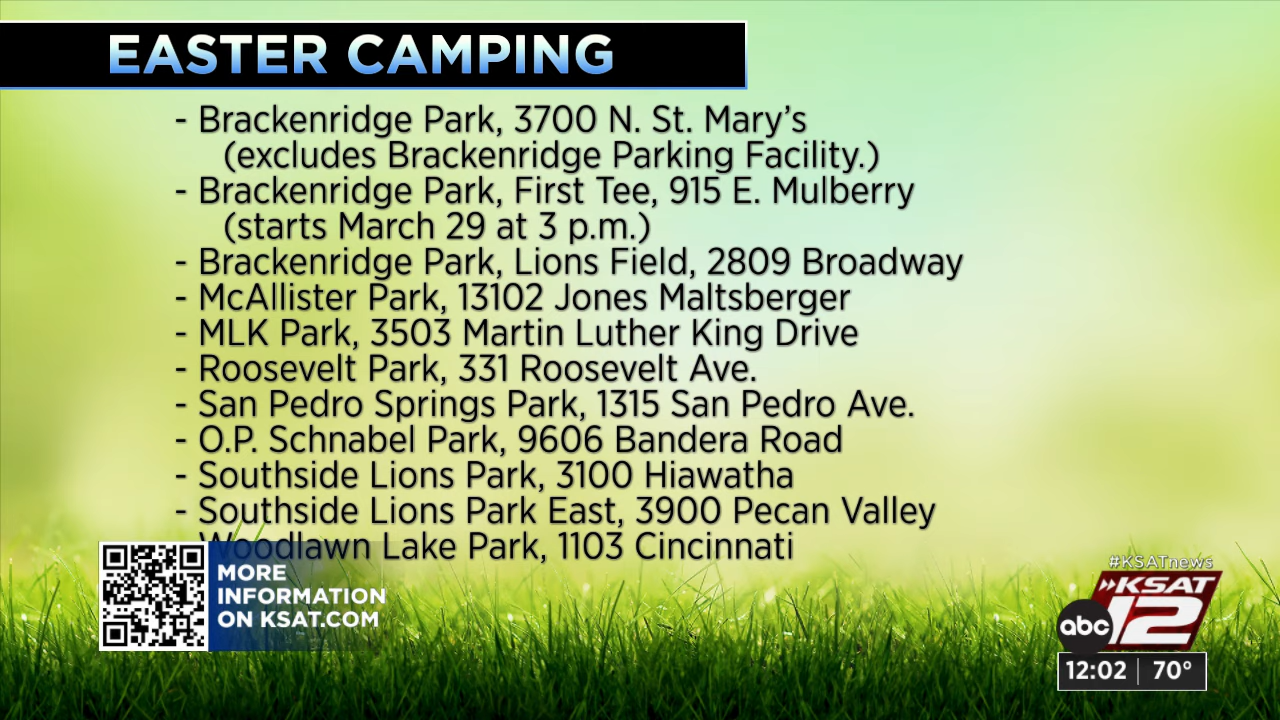 EASTER CAMPING
- Brackenridge Park, 3700 N. St. Mary's
(excludes Brackenridge Parking Facility.)
- Brackenridge Park, First Tee, 915 E. Mulberry
(starts March 29 at 3 p.m.)
- Brackenridge Park, Lions Field, 2809 Broadway
- McAllister Park, 13102 Jones Maltsberger
- MLK Park, 3503 Martin Luther King Drive
- Roosevelt Park, 331 Roosevelt Ave.
- San Pedro Springs Park, 1315 San Pedro Ave.
- O.P. Schnabel Park, 9606 Bandera Road
- Southside Lions Park, 3100 Hiawatha
- Southside Lions Park East, 3900 Pecan Valley
Woodlawn Lake Park, 1103 Cincinnati
MORE
INFORMATION
ON KSAT.COM
#KSATnews
KSAT
abc 12
12:02 | 70°